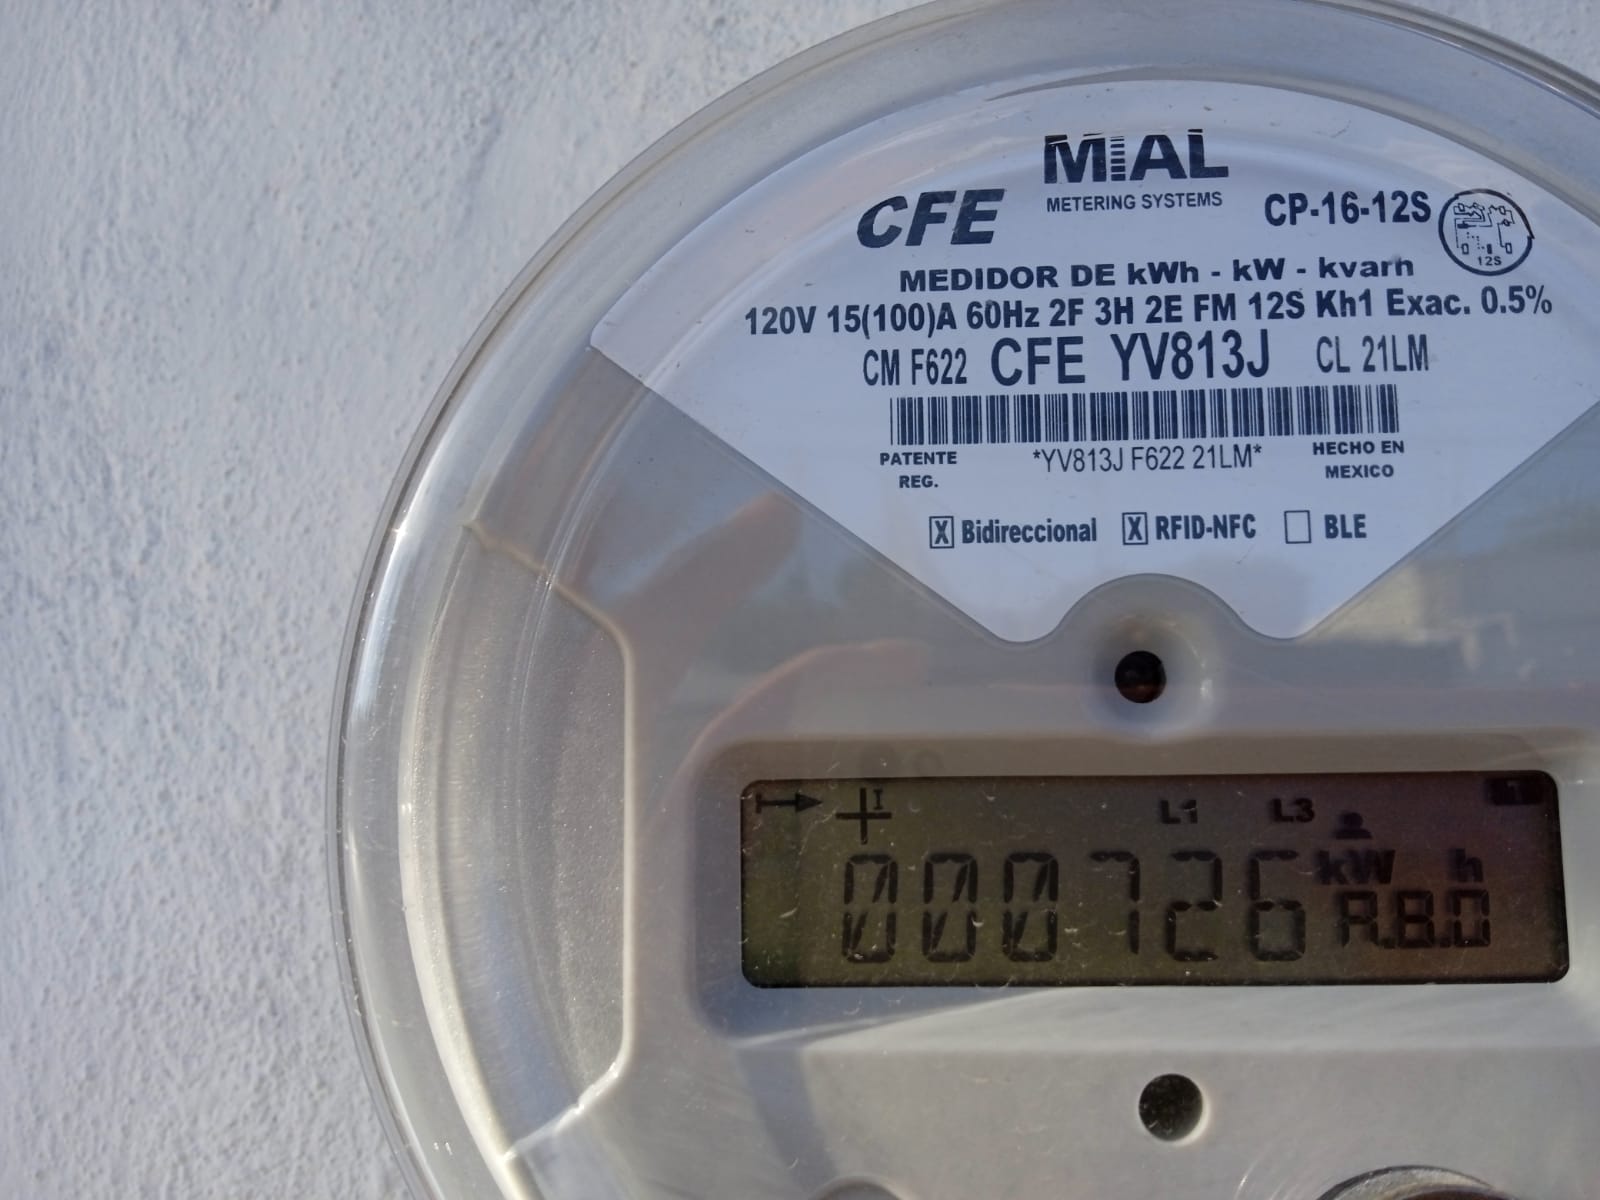 MIAL
METERING SYSTEMS
CFE
CP-16-12S
12S
MEDIDOR DE kWh - kW - kvarh
120V 15(100)A 60Hz 2F 3H 2E FM 12S Kh1 Exac. 0.5%
CM F622 CFE YV813J CL 21LM
PATENTE REG.
*YV813J F622 21LM*
HECHO EN MEXICO
X Bidireccional X RFID-NFC BLE
I L1 L3 1
000726 kW h
A.B.0